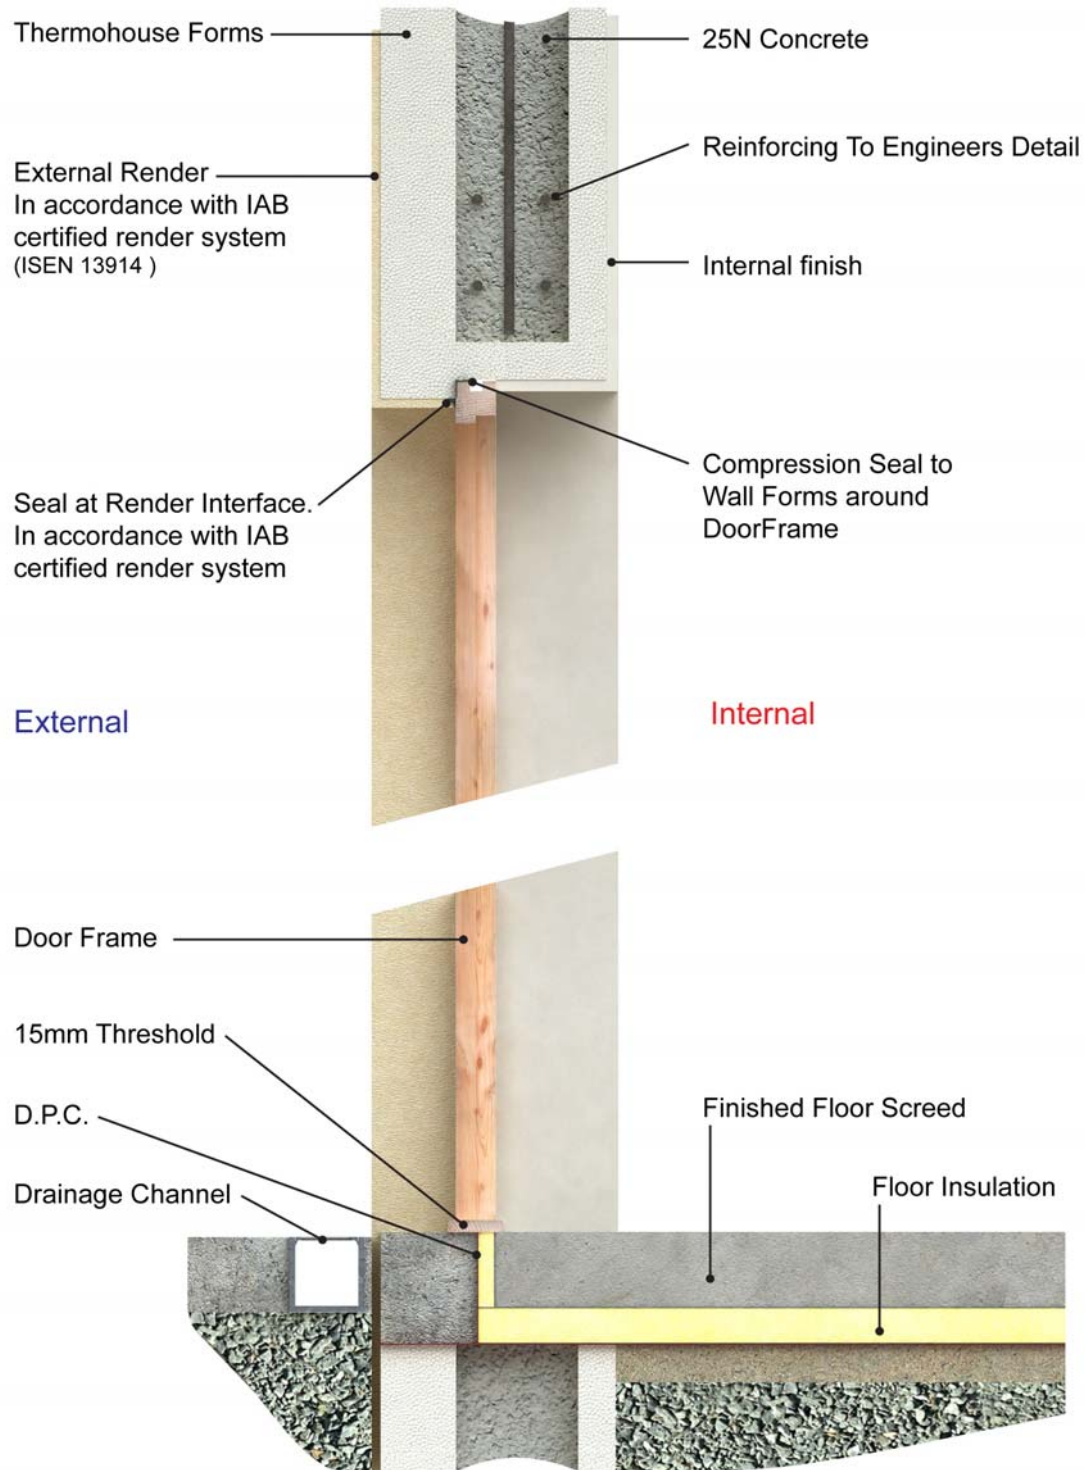 Thermohouse Forms
25N Concrete
Reinforcing To Engineers Detail
External Render
In accordance with IAB
certified render system
(ISEN 13914 )
Internal finish
Compression Seal to
Wall Forms around
DoorFrame
Seal at Render Interface.
In accordance with IAB
certified render system
External
Internal
Door Frame
15mm Threshold
D.P.C.
Finished Floor Screed
Drainage Channel
Floor Insulation